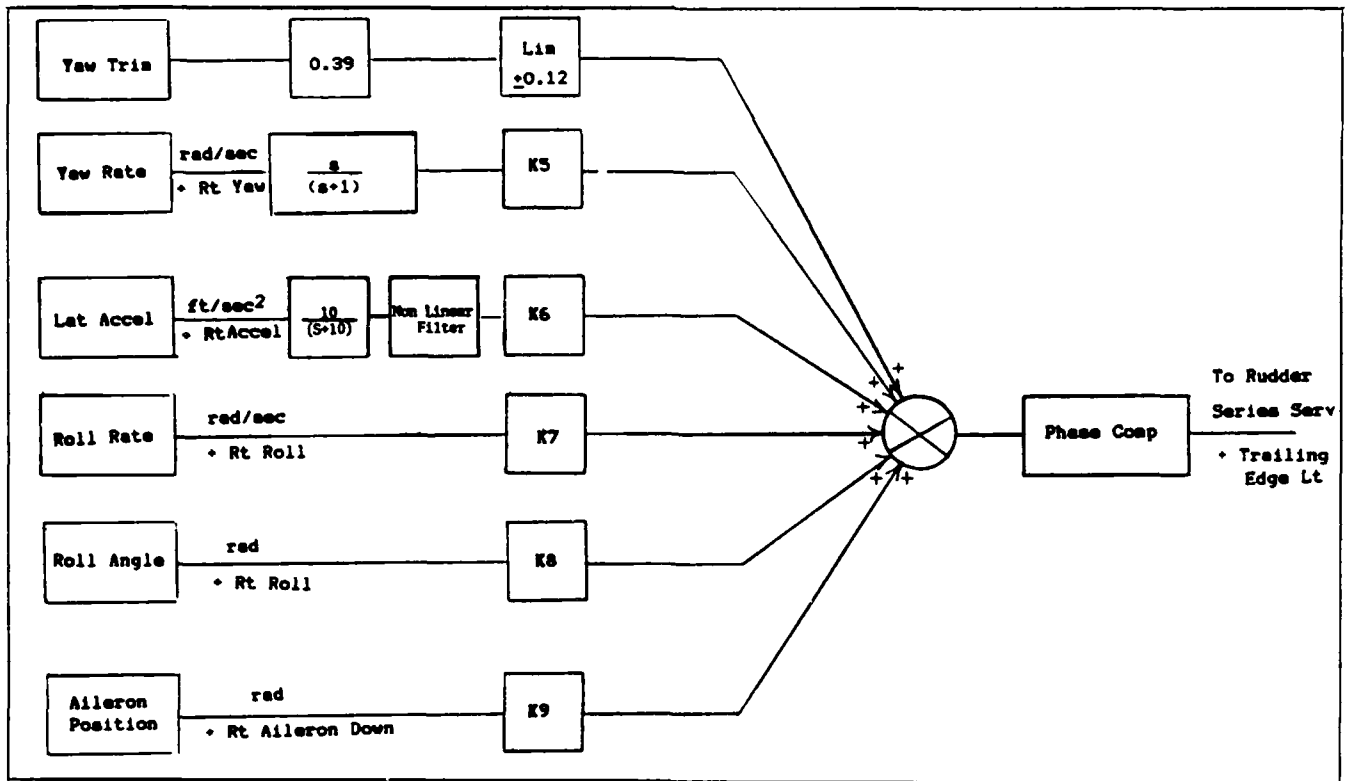 Yaw Trim
0.39
Lim
±0.12
Yaw Rate
rad/sec
+ Rt Yaw
s
(s+1)
K5
Lat Accel
ft/sec2
+ RtAccel
10
(S+10)
Non Linear
Filter
K6
Roll Rate
rad/sec
+ Rt Roll
K7
Roll Angle
rad
+ Rt Roll
K8
Aileron
Position
rad
+ Rt Aileron Down
K9
+
+
+
+
+ +
Phase Comp
To Rudder
Series Serv
+ Trailing
Edge Lt